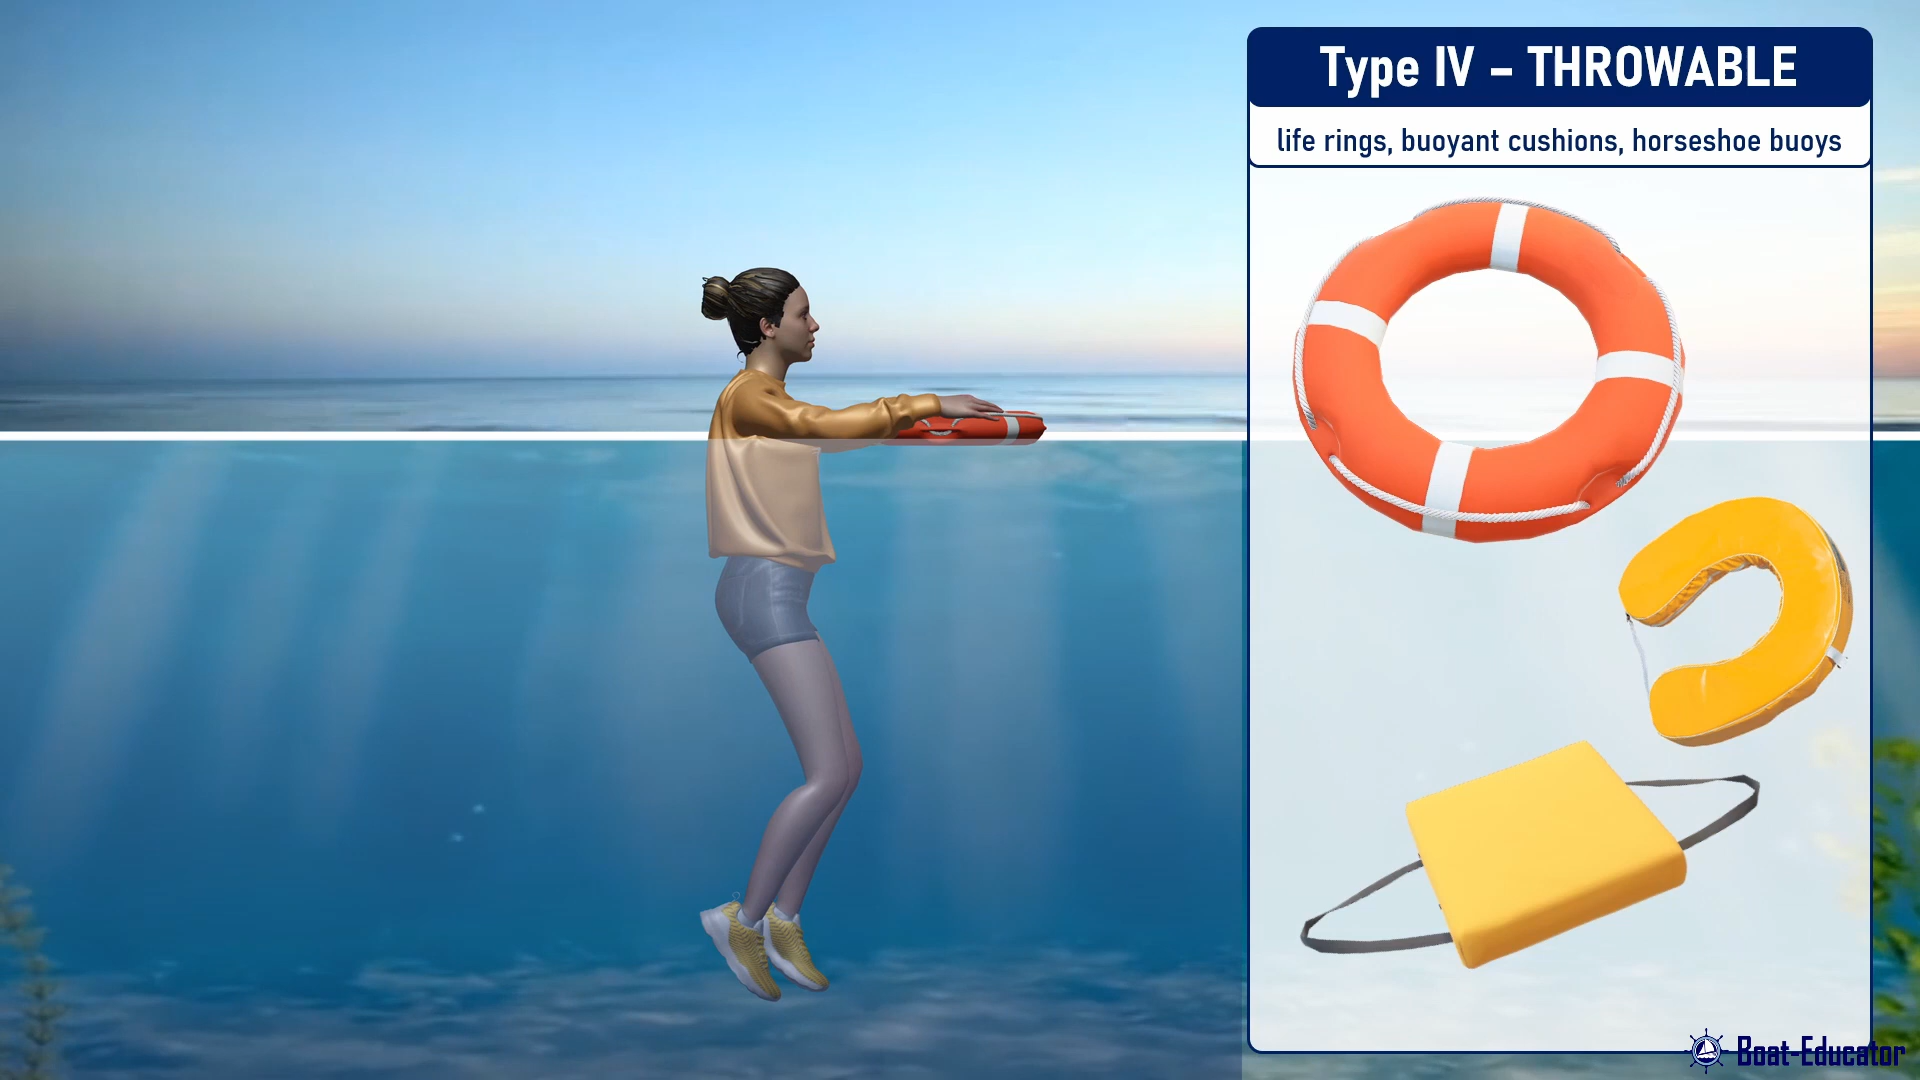 Type IV – THROWABLE
life rings, buoyant cushions, horseshoe buoys
Boat-Educator